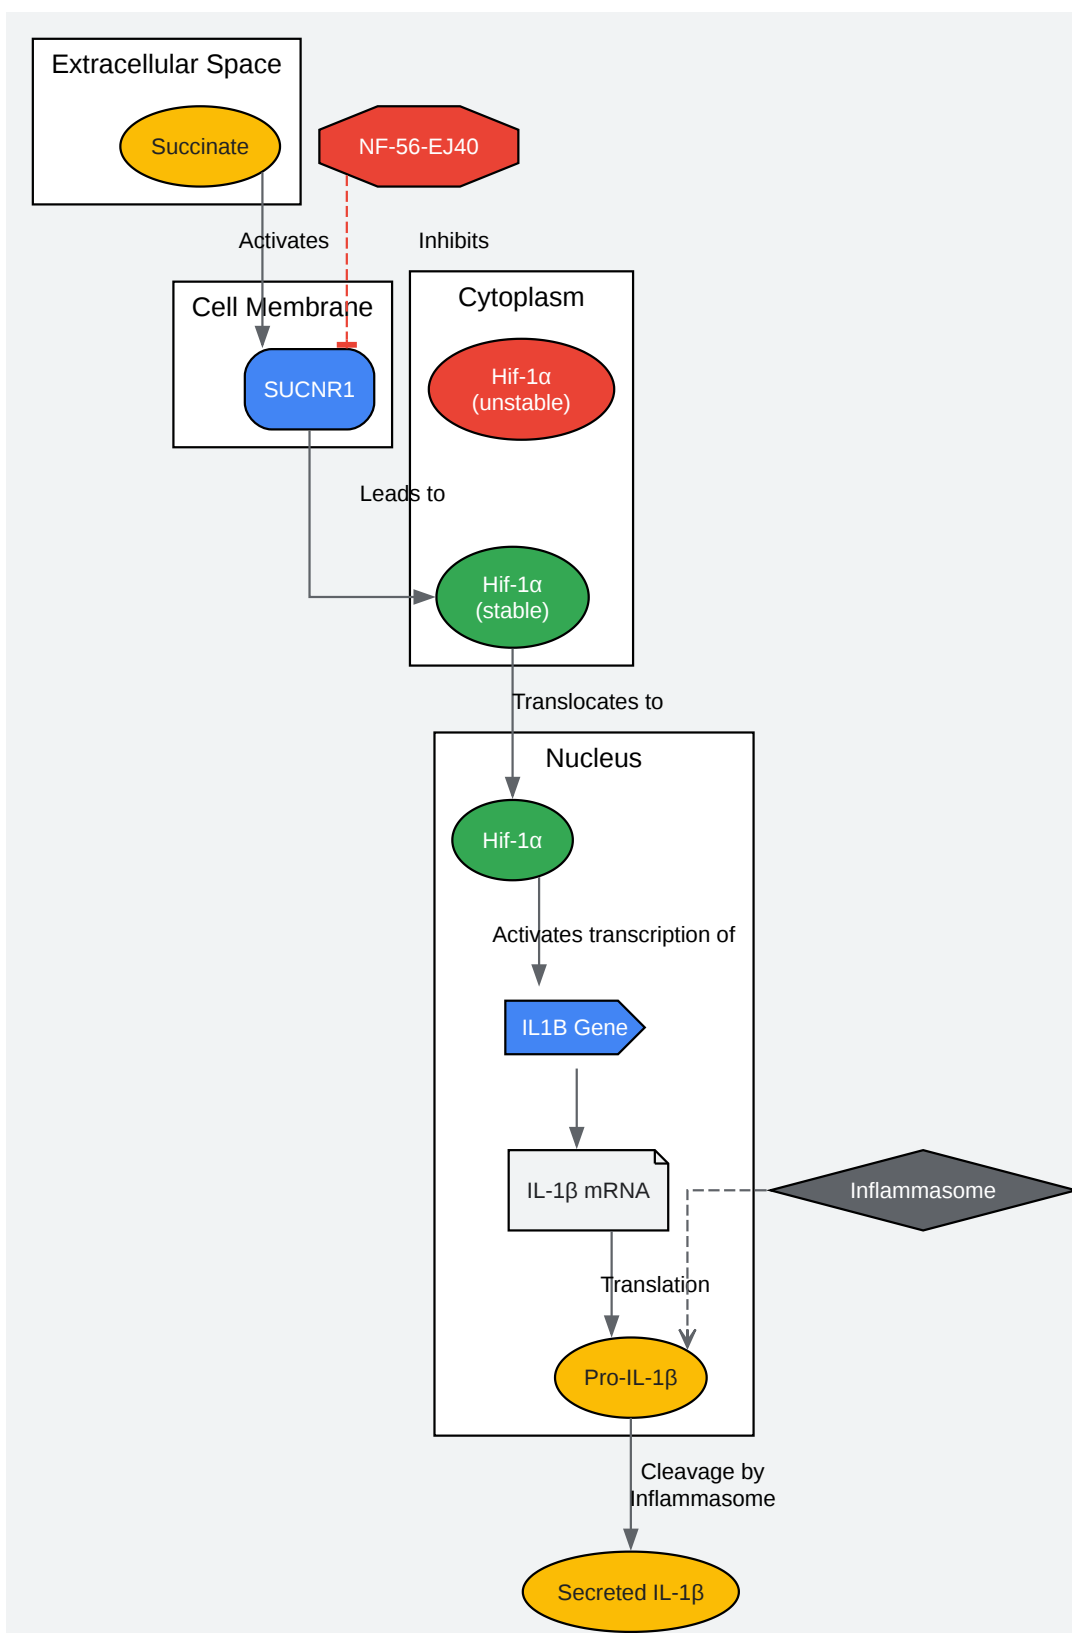 Extracellular Space
Succinate
NF-56-EJ40
Activates
Inhibits
Cell Membrane
Cytoplasm
SUCNR1
Hif-1α
(unstable)
Leads to
Hif-1α
(stable)
Translocates to
Nucleus
Hif-1α
Activates transcription of
IL1B Gene
IL-1β mRNA
Inflammasome
Translation
Pro-IL-1β
Cleavage by
Inflammasome
Secreted IL-1β